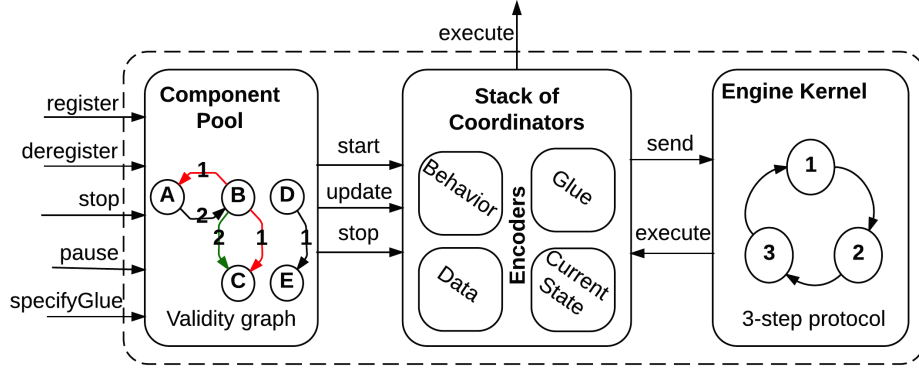 execute
register
deregister
stop
pause
specifyGlue
Component
Pool
1
A
B
D
2
2
1
1
C
E
Validity graph
start
update
stop
Stack of
Coordinators
Behavior
Glue
Encoders
Data
Current
State
send
execute
Engine Kernel
1
3
2
3-step protocol